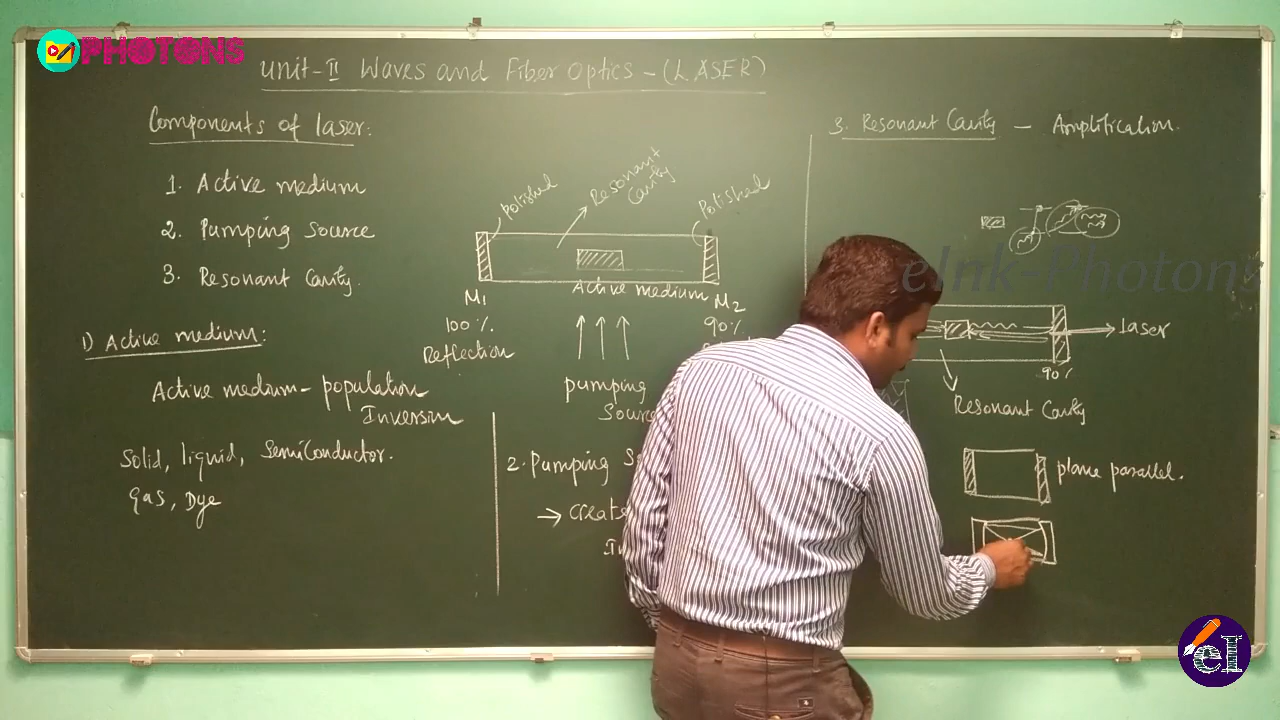 PHOTONS
Unit-II Waves and Fiber Optics - (LASER)
Components of laser:
1. Active medium
2. Pumping Source
3. Resonant Cavity.
1) Active medium:
Active medium - population
Inversion
Solid, liquid, Semiconductor.
gas, Dye
Polished
Resonant
Cavity
Polished
Active medium
M1
100%
Reflection
M2
90%
pumping
Source
2. Pumping
→ Create
3. Resonant Cavity - Amplification.
eInk-Photons
laser
90%
Resonant Cavity
plane parallel.
eI